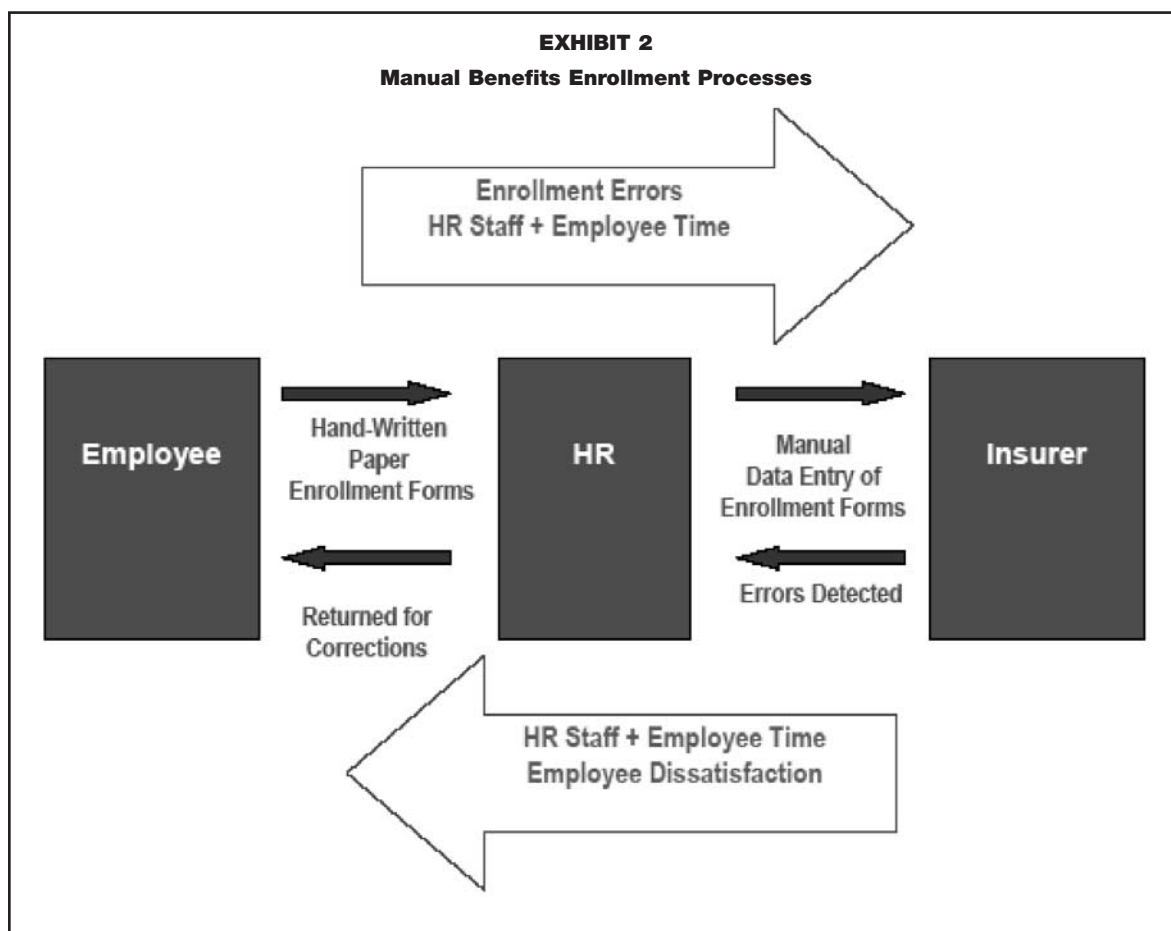 EXHIBIT 2
Manual Benefits Enrollment Processes
Enrollment Errors
HR Staff + Employee Time
Employee
Hand-Written
Paper
Enrollment Forms
Returned for
Corrections
HR
Manual
Data Entry of
Enrollment Forms
Errors Detected
Insurer
HR Staff + Employee Time
Employee Dissatisfaction